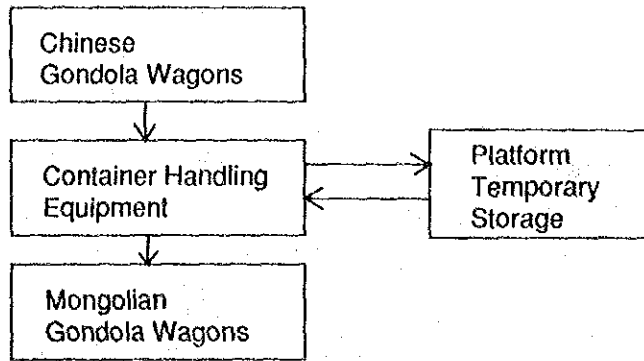 Chinese
Gondola Wagons
Container Handling
Equipment
Platform
Temporary
Storage
Mongolian
Gondola Wagons